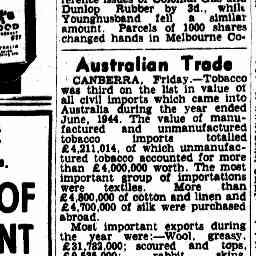 Dunlop Rubber by 3d., while
Younghusband fell a similar
amount. Parcels of 1000 shares
changed hands in Melbourne Co-
Australian Trade
CANBERRA, Friday.—Tobacco
was third on the list in value of
all civil imports which came into
Australia during the year ended
June, 1944. The value of manu-
factured and unmanufactured
tobacco imports totalled
£4,211,014, of which unmanufac-
tured tobacco accounted for more
than £4,000,000 worth. The most
important group of importations
were textiles. More than
£4,800,000 of cotton and linen and
£4,700,000 of silk were purchased
abroad.
Most important exports during
the year were:—Wool, greasy,
£31,782,000; scoured and tops,
rabbit skins,
OF
NT